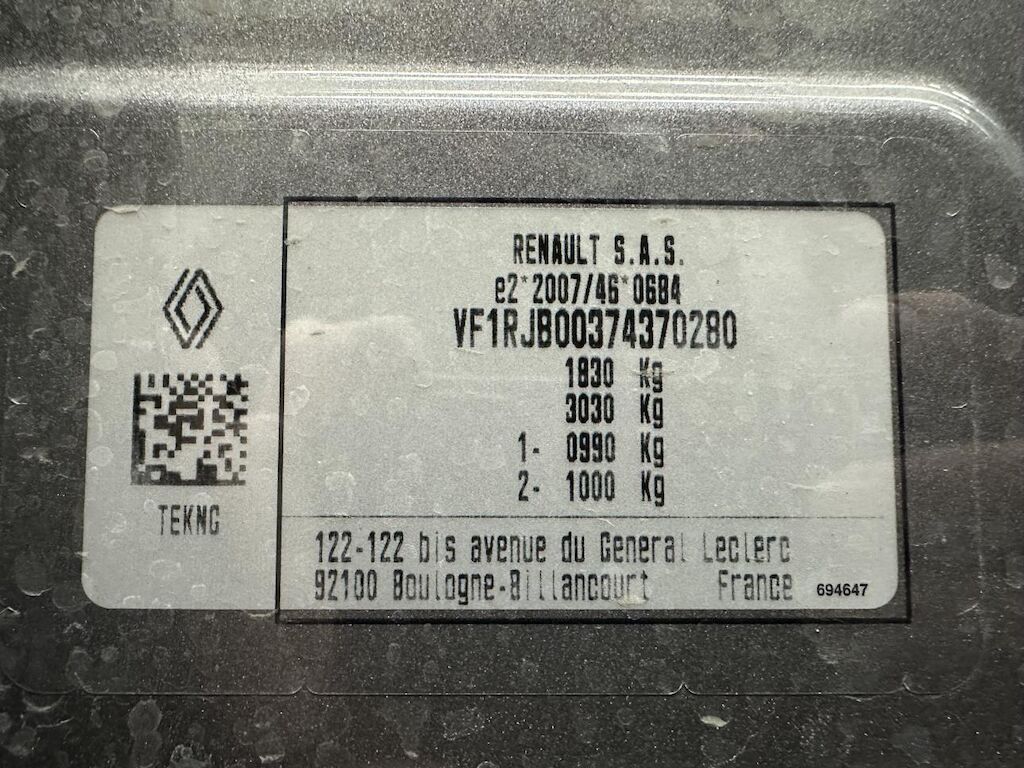 RENAULT S.A.S.
e2*2007/46*0684
VF1RJB00374370280
1830 Kg
3030 Kg
1- 0990 Kg
2- 1000 Kg
TEKNG
122-122 bis avenue du General Leclerc
92100 Boulogne-Billancourt France
694647